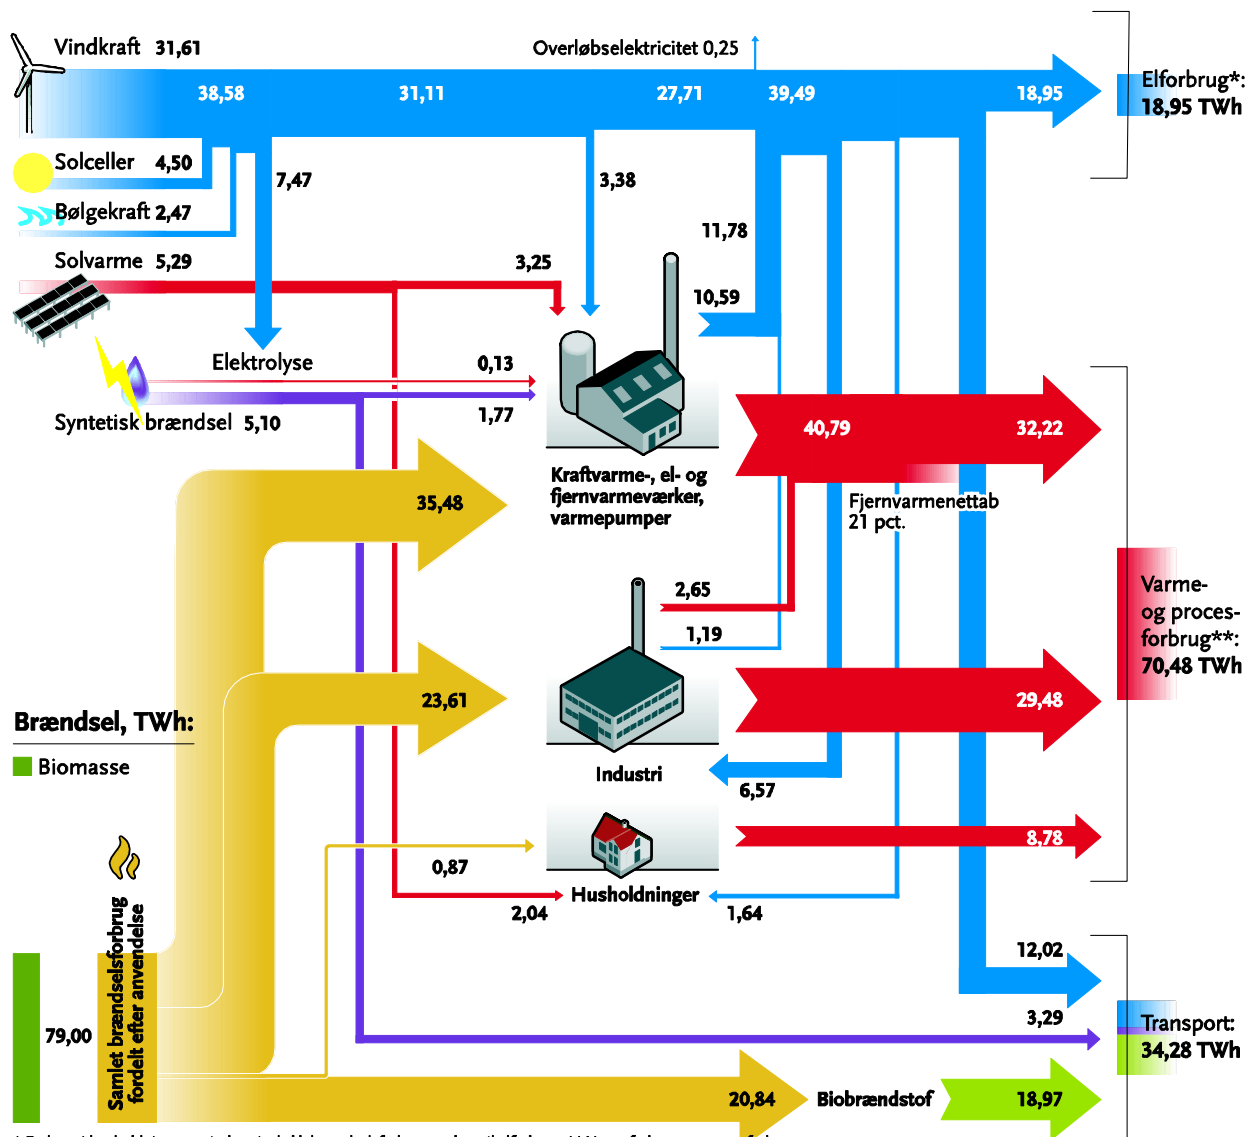 Vindkraft 31,61
Overløbselektricitet 0,25
38,58
31,11
27,71
39,49
18,95
Elforbrug*:
18,95 TWh
Solceller 4,50
7,47
3,38
Bølgekraft 2,47
11,78
Solvarme 5,29
3,25
10,59
Elektrolyse
0,13
1,77
Syntetisk brændsel 5,10
40,79
32,22
Kraftvarme-, el- og
fjernvarmeværker,
varmepumper
35,48
Fjernvarmenettab
21 pct.
2,65
1,19
Varme-
og proces-
forbrug**:
70,48 TWh
23,61
29,48
Brændsel, TWh:
Biomasse
Industri
6,57
8,78
0,87
Husholdninger
2,04
1,64
12,02
3,29
Transport:
34,28 TWh
79,00
Samlet brændselsforbrug
fordelt efter anvendelse
20,84
Biobrændstof
18,97